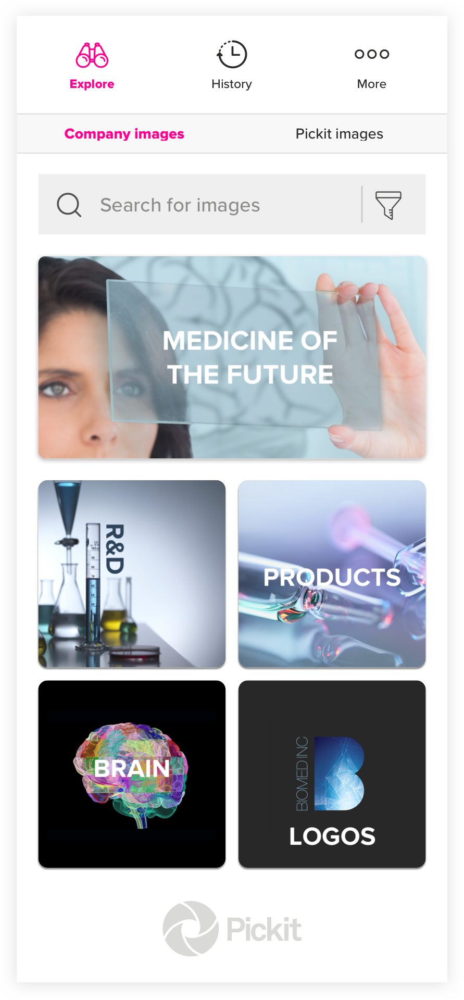 Explore
History
More
Company images
Pickit images
Search for images
MEDICINE OF
THE FUTURE
R&D
PRODUCTS
BRAIN
BIOMED INC
B
LOGOS
Pickit